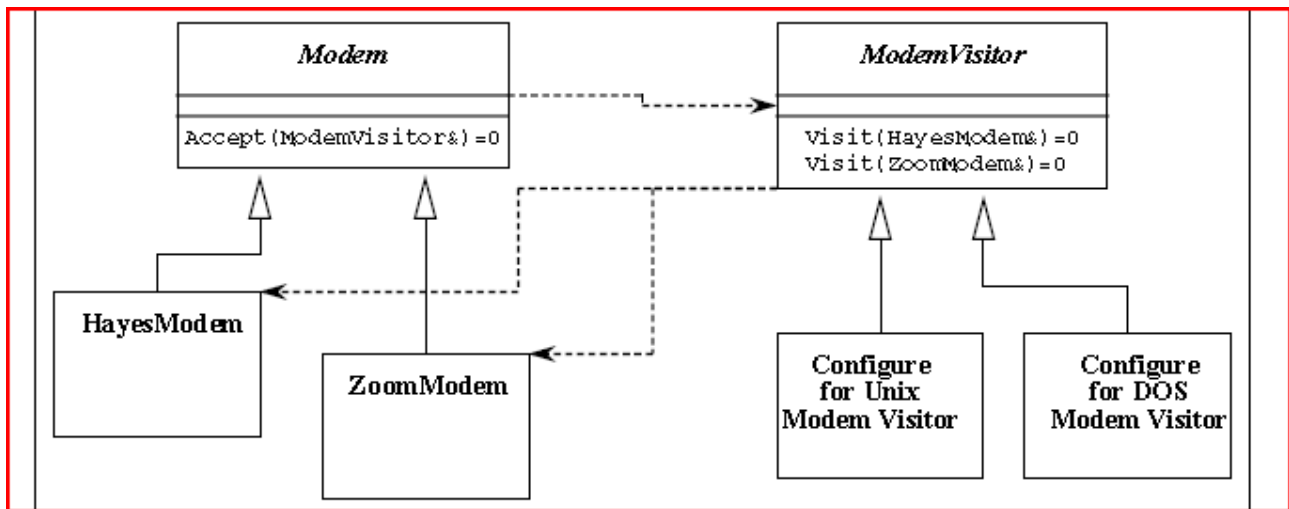 Modem
Accept(ModemVisitor&)=0
ModemVisitor
Visit(HayesModem&)=0
Visit(ZoomModem&)=0
HayesModem
ZoomModem
Configure
for Unix
Modem Visitor
Configure
for DOS
Modem Visitor